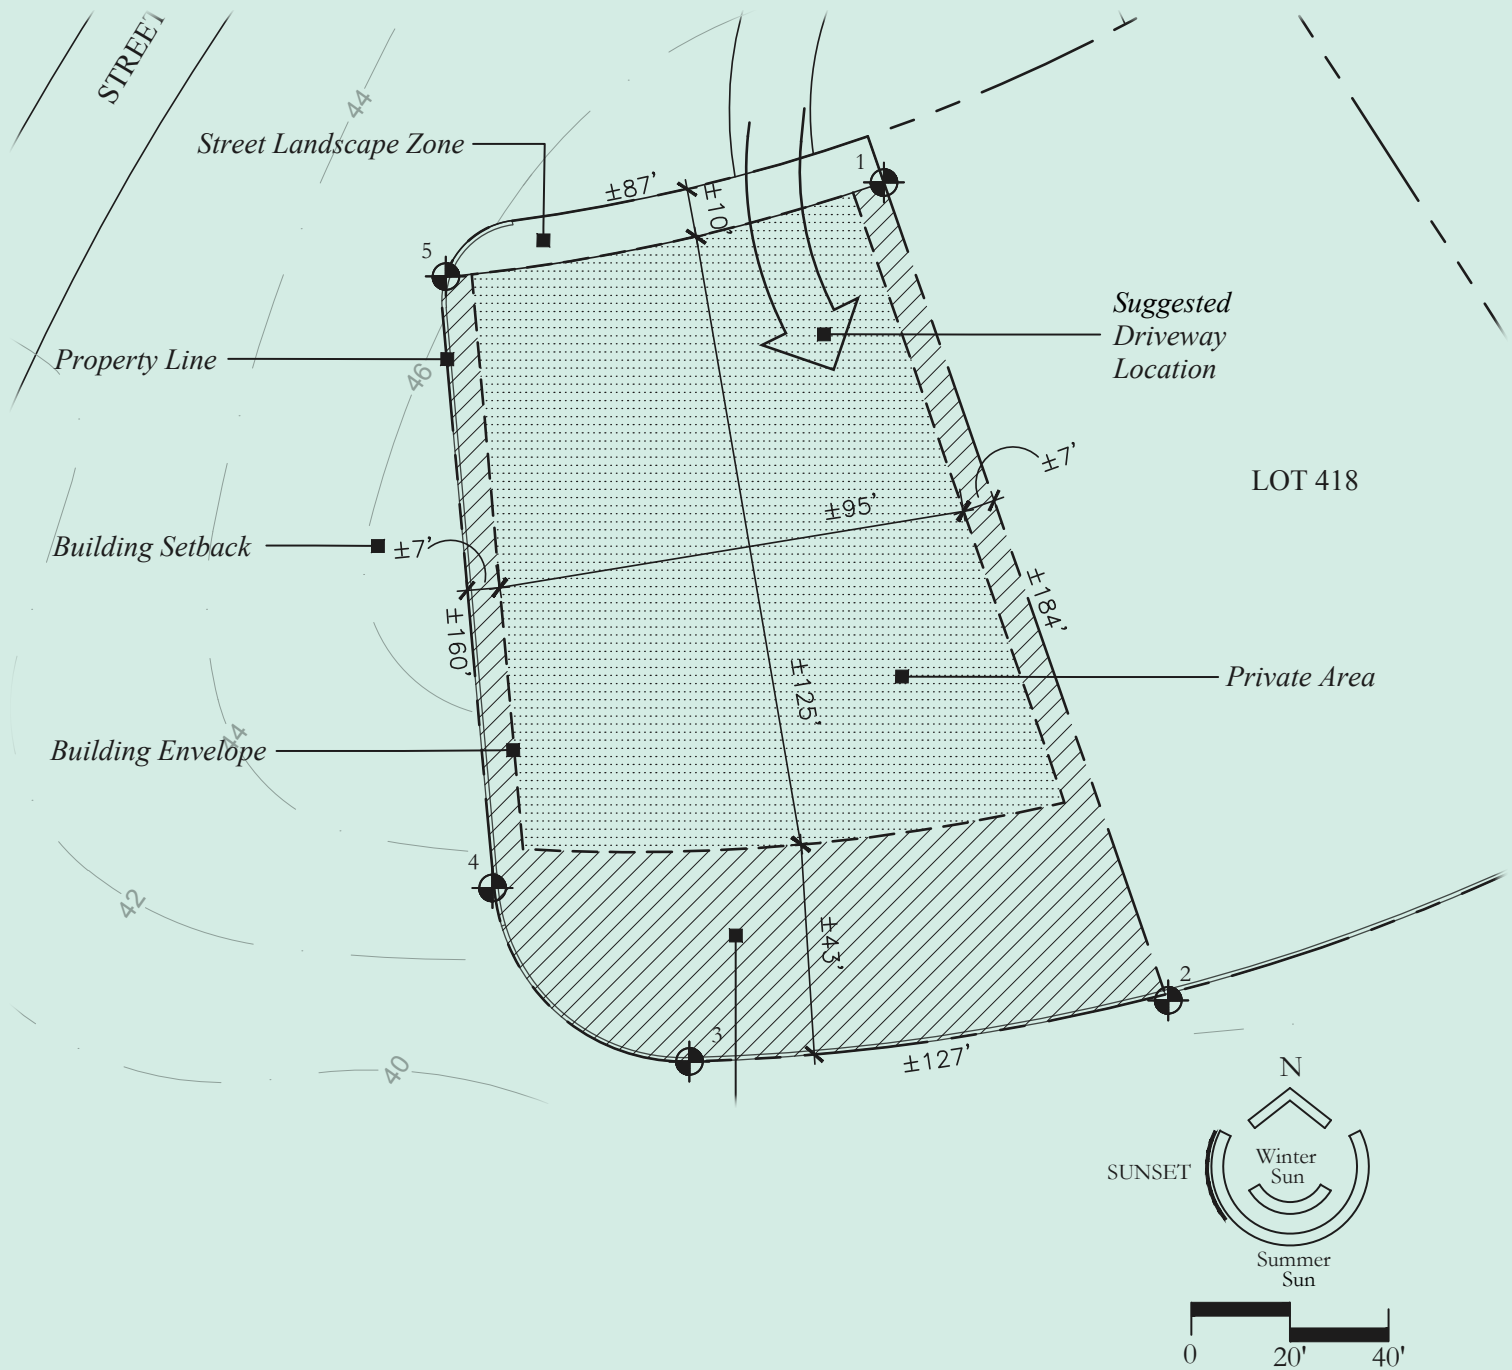 STREET
44
Street Landscape Zone
±87’
±10’
1
5
Suggested
Driveway
Location
Property Line
46
±7’
±95’
LOT 418
Building Setback
±7’
±184’
±160’
±125’
Private Area
44
Building Envelope
4
42
±43’
2
3
±127’
40
N
Winter
Sun
SUNSET
Summer
Sun
0 20' 40'